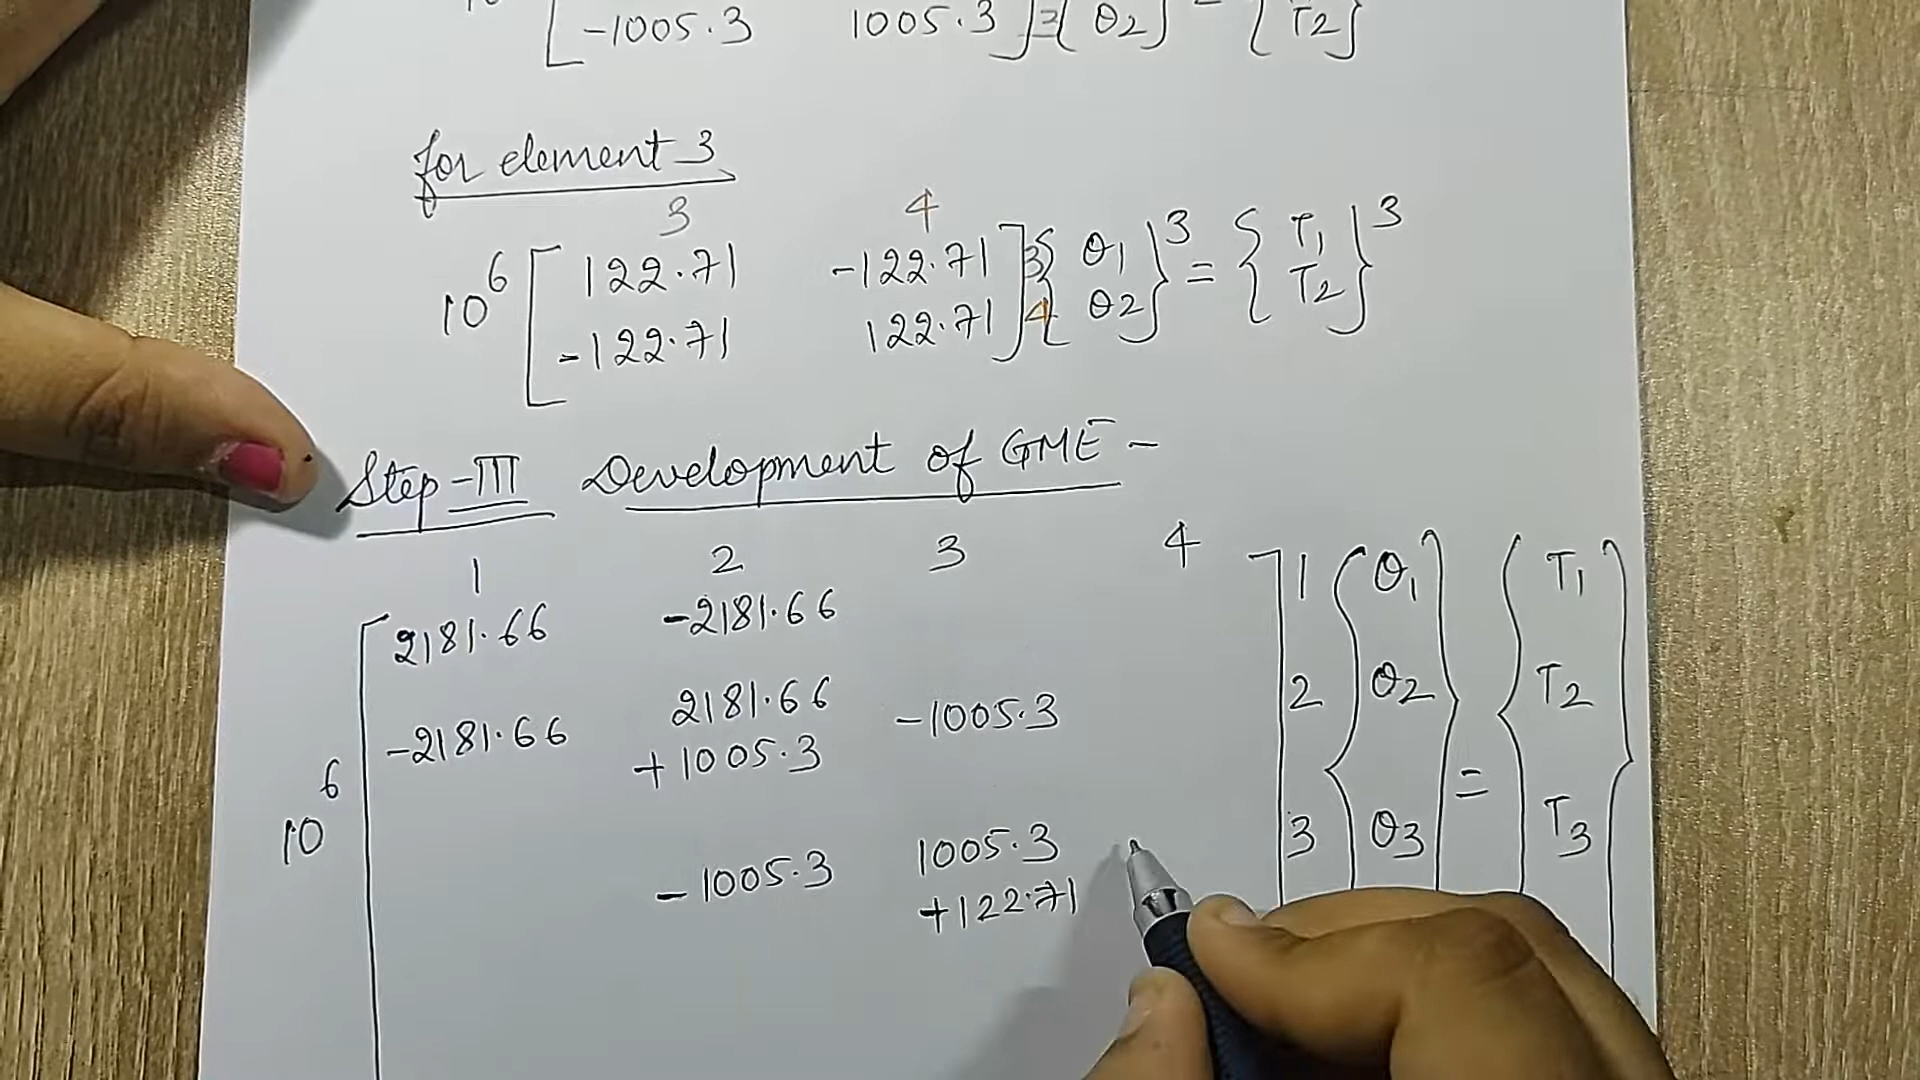 -1005.3 1005.3 ] 3 { θ2 } = { T2 }
for element 3
3 4
10^6 [ 122.71 -122.71 ] 3 { θ1 }^3 = { T1 }^3
-122.71 122.71 4 θ2 T2
Step-III Development of GME -
1 2 3 4
2181.66 -2181.66 1 θ1 T1
-2181.66 2181.66 -1005.3 2 θ2 T2
+1005.3
10^6 =
-1005.3 1005.3 3 θ3 T3
+122.71